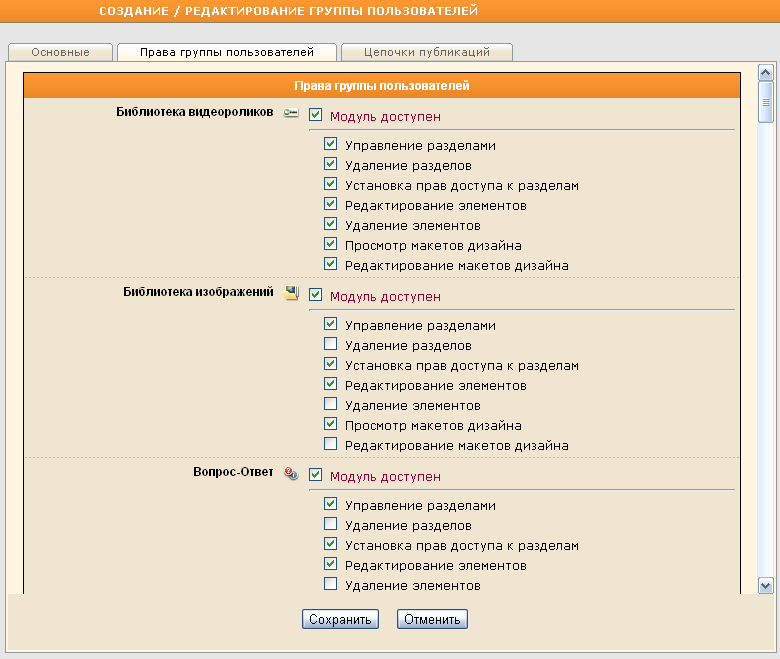 СОЗДАНИЕ / РЕДАКТИРОВАНИЕ ГРУППЫ ПОЛЬЗОВАТЕЛЕЙ
Основные Права группы пользователей Цепочки публикаций
Права группы пользователей
Библиотека видеороликов Модуль доступен
Управление разделами
Удаление разделов
Установка прав доступа к разделам
Редактирование элементов
Удаление элементов
Просмотр макетов дизайна
Редактирование макетов дизайна
Библиотека изображений Модуль доступен
Управление разделами
Удаление разделов
Установка прав доступа к разделам
Редактирование элементов
Удаление элементов
Просмотр макетов дизайна
Редактирование макетов дизайна
Вопрос-Ответ Модуль доступен
Управление разделами
Удаление разделов
Установка прав доступа к разделам
Редактирование элементов
Удаление элементов
Сохранить Отменить